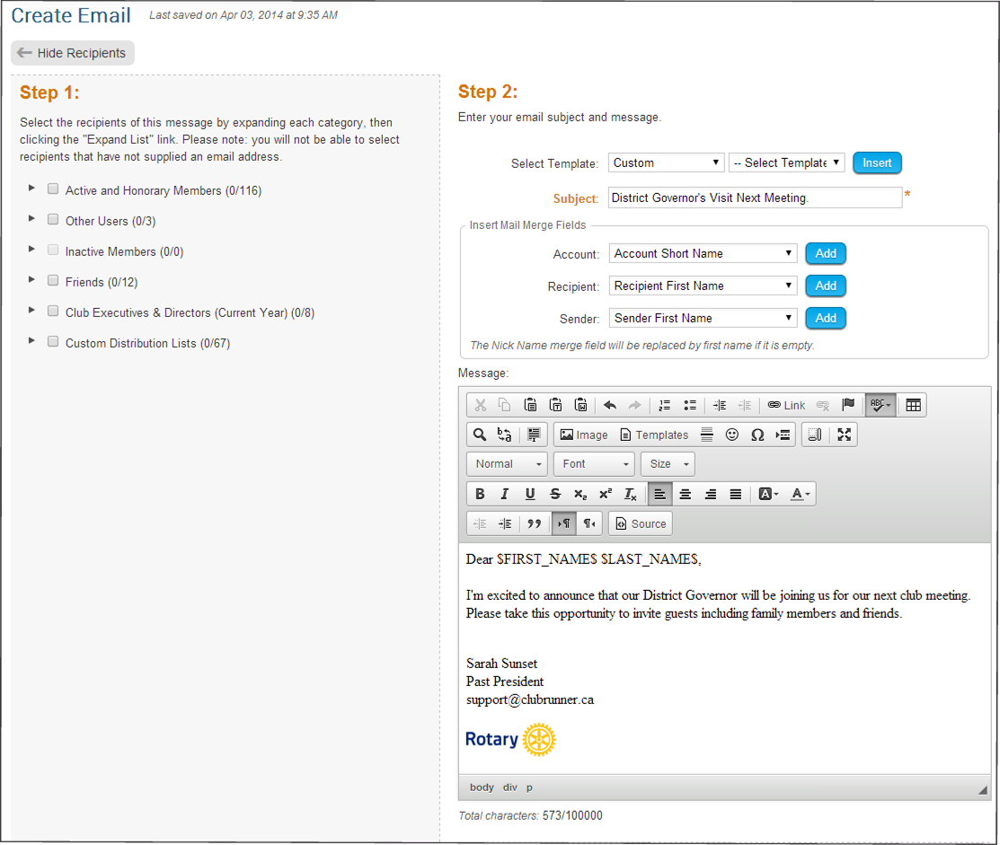 Create Email Last saved on Apr 03, 2014 at 9:35 AM
Hide Recipients
Step 1:
Select the recipients of this message by expanding each category, then
clicking the "Expand List" link. Please note: you will not be able to select
recipients that have not supplied an email address.
Active and Honorary Members (0/116)
Other Users (0/3)
Inactive Members (0/0)
Friends (0/12)
Club Executives & Directors (Current Year) (0/8)
Custom Distribution Lists (0/67)
Step 2:
Enter your email subject and message.
Select Template: Custom -- Select Template Insert
Subject: District Governor's Visit Next Meeting. *
Insert Mail Merge Fields
Account: Account Short Name Add
Recipient: Recipient First Name Add
Sender: Sender First Name Add
The Nick Name merge field will be replaced by first name if it is empty.
Message:
Link ABC
Image Templates Ω
Normal Font Size
B I U S x₂ x² Tx A A
Source
Dear $FIRST_NAME$ $LAST_NAME$,
I'm excited to announce that our District Governor will be joining us for our next club meeting.
Please take this opportunity to invite guests including family members and friends.
Sarah Sunset
Past President
support@clubrunner.ca
Rotary
body div p
Total characters: 573/100000